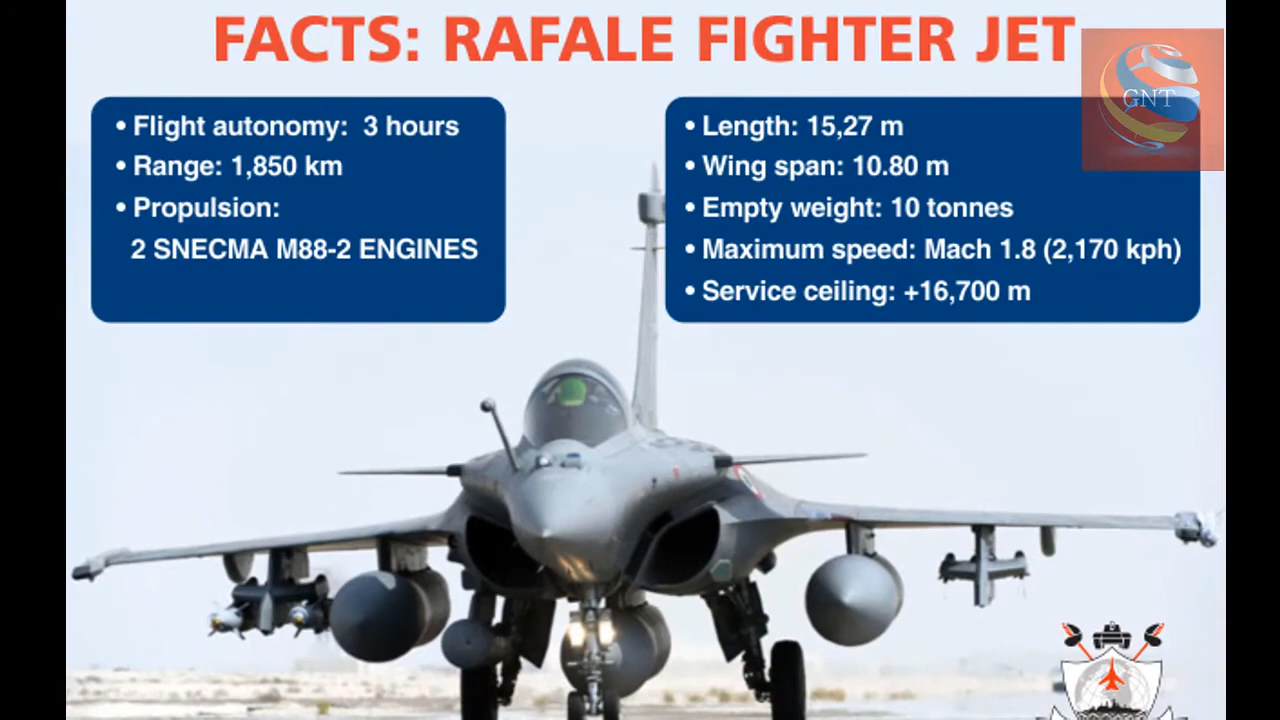 FACTS: RAFALE FIGHTER JET
GNT
• Flight autonomy: 3 hours
• Range: 1,850 km
• Propulsion:
2 SNECMA M88-2 ENGINES
• Length: 15,27 m
• Wing span: 10.80 m
• Empty weight: 10 tonnes
• Maximum speed: Mach 1.8 (2,170 kph)
• Service ceiling: +16,700 m